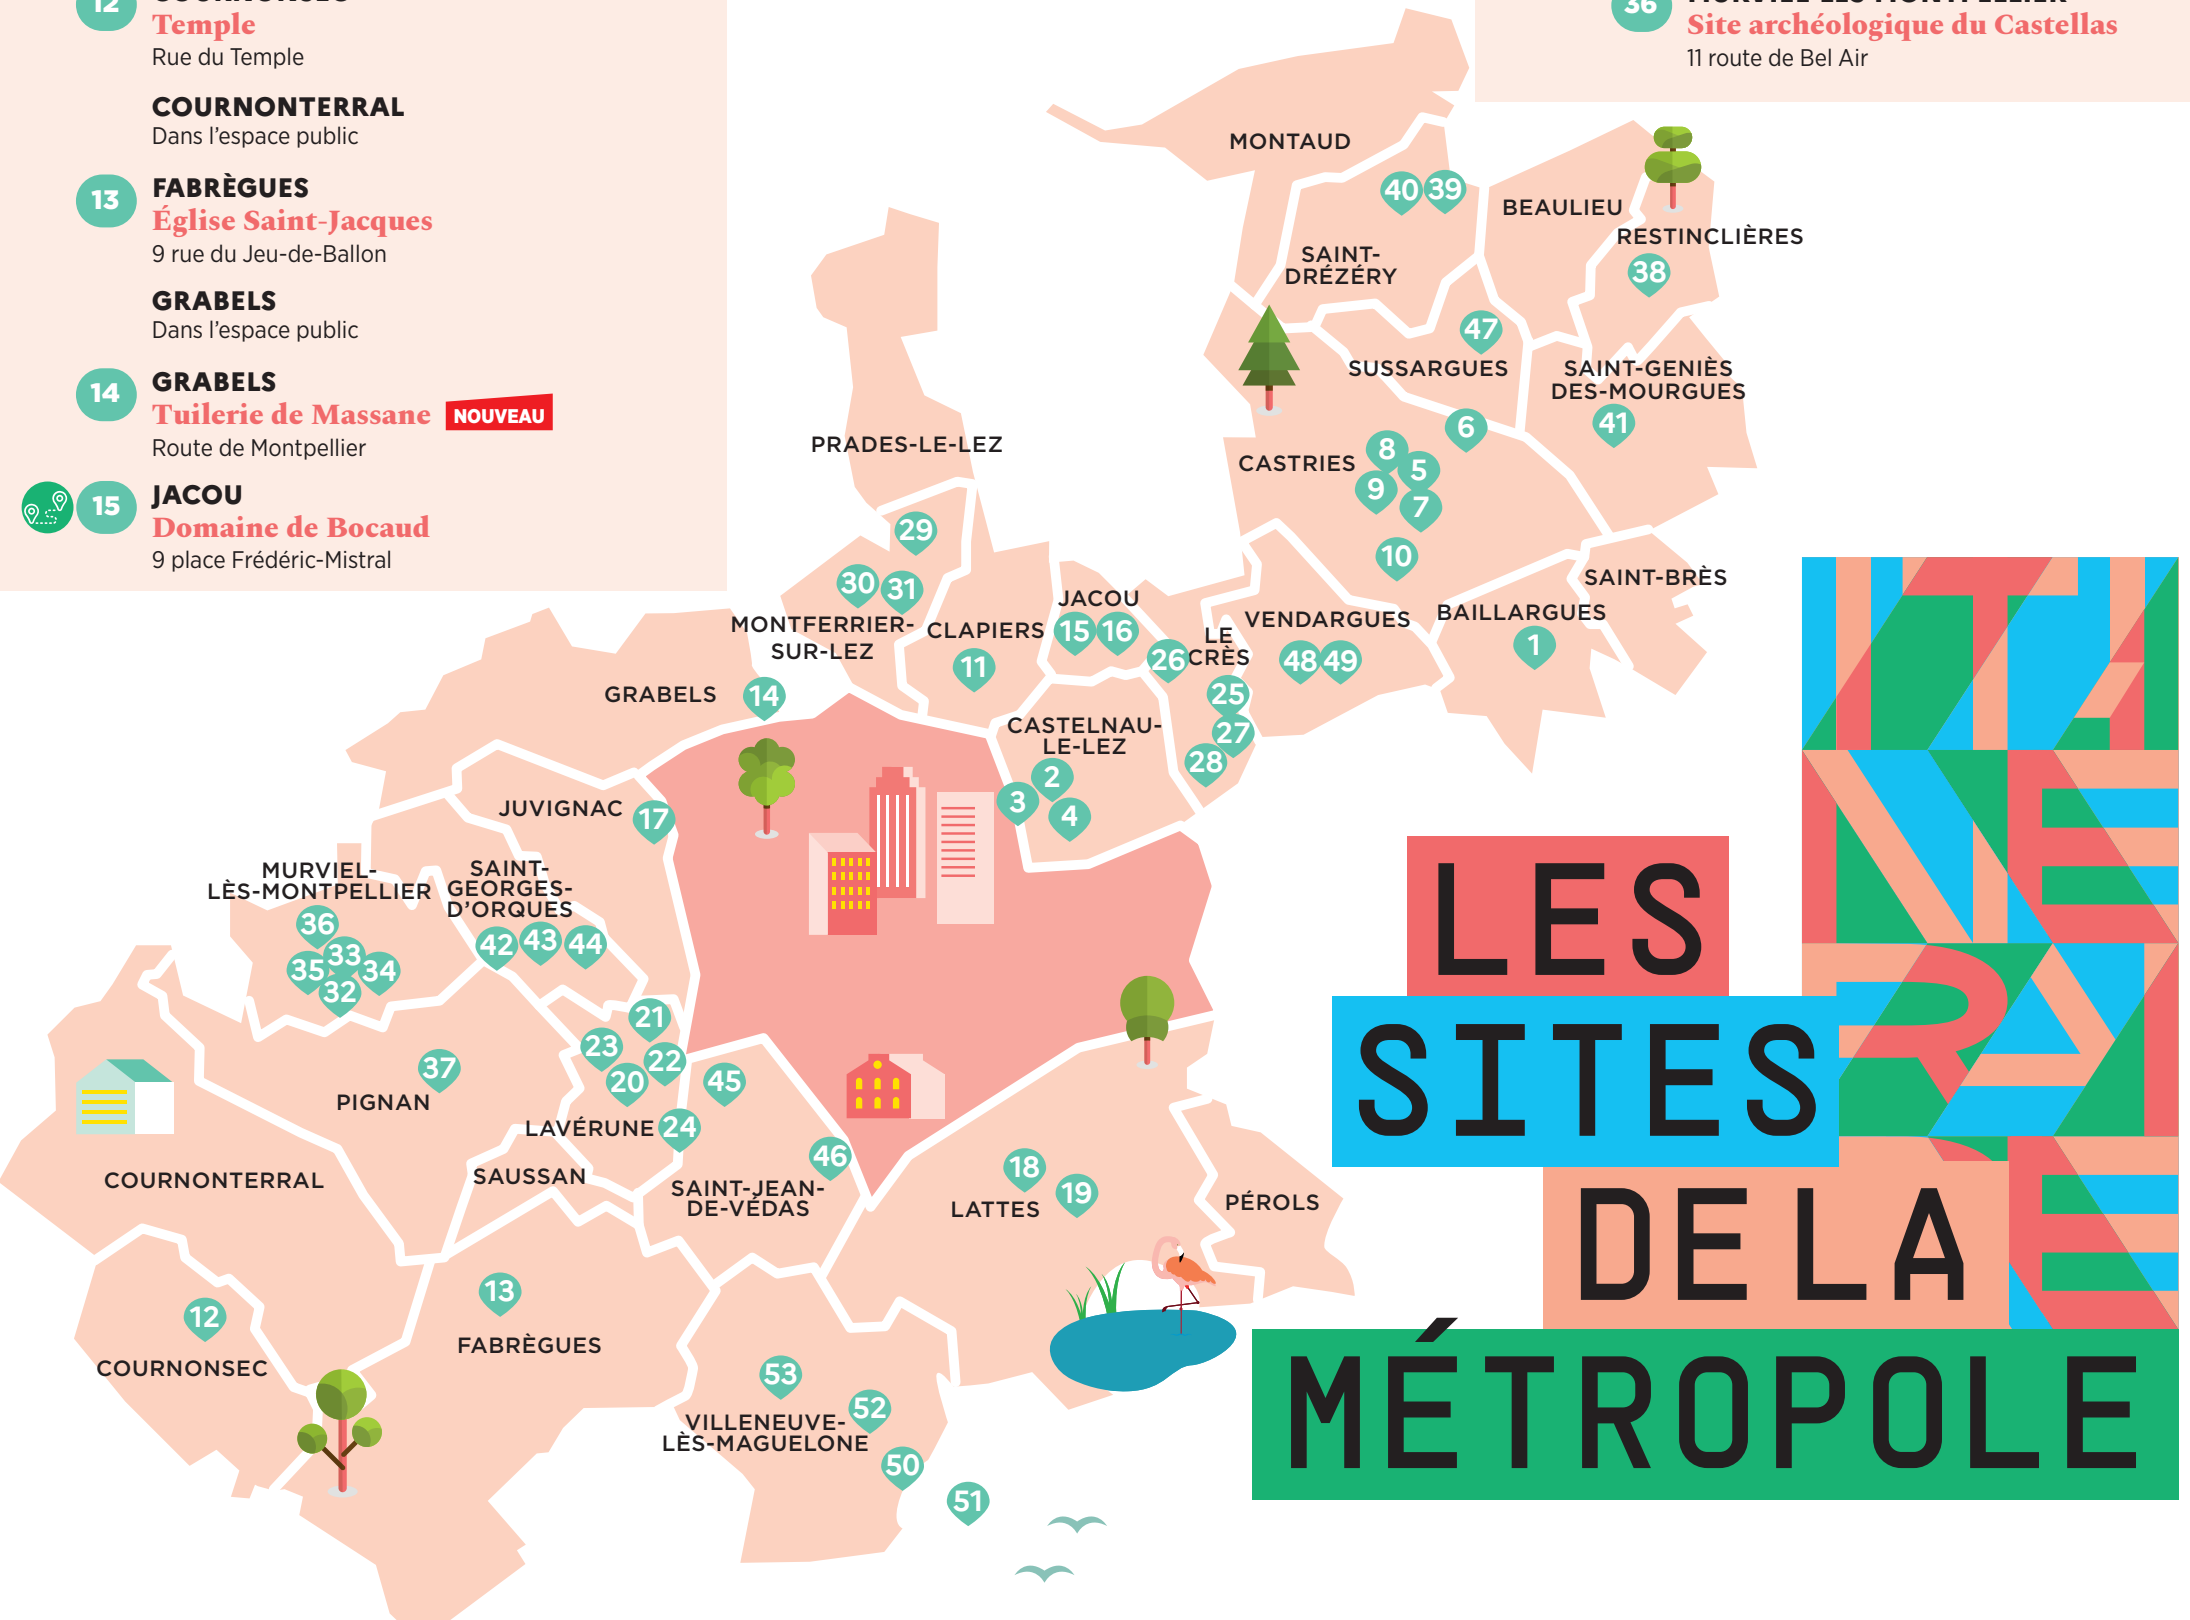 12 COURNONSEC
Temple
Rue du Temple
COURNONTERRAL
Dans l’espace public
13 FABRÈGUES
Église Saint-Jacques
9 rue du Jeu-de-Ballon
GRABELS
Dans l’espace public
14 GRABELS
Tuilerie de Massane NOUVEAU
Route de Montpellier
15 JACOU
Domaine de Bocaud
9 place Frédéric-Mistral
36 MURVIEL-LÈS-MONTPELLIER
Site archéologique du Castellas
11 route de Bel Air
MONTAUD
40 39
BEAULIEU
RESTINCLIÈRES
38
SAINT-
DRÉZÉRY
47
SUSSARGUES
SAINT-GENIÈS
DES-MOURGUES
41
6
PRADES-LE-LEZ
CASTRIES
8
5
9
7
10
29
30 31
MONTFERRIER-
SUR-LEZ
CLAPIERS
11
JACOU
15 16
26
LE
CRÈS
25
27
28
VENDARGUES
48 49
BAILLARGUES
1
SAINT-BRÈS
GRABELS
14
CASTELNAU-
LE-LEZ
2
3
4
JUVIGNAC
17
MURVIEL-
LÈS-MONTPELLIER
36
33
35
34
32
SAINT-
GEORGES-
D’ORQUES
42 43 44
21
23
22
20
45
37
PIGNAN
LAVÉRUNE
24
46
COURNONTERRAL
SAUSSAN
SAINT-JEAN-
DE-VÉDAS
18
19
LATTES
PÉROLS
13
FABRÈGUES
12
COURNONSEC
53
52
VILLENEUVE-
LÈS-MAGUELONE
50
51
LES
SITES
DE LA
MÉTROPOLE